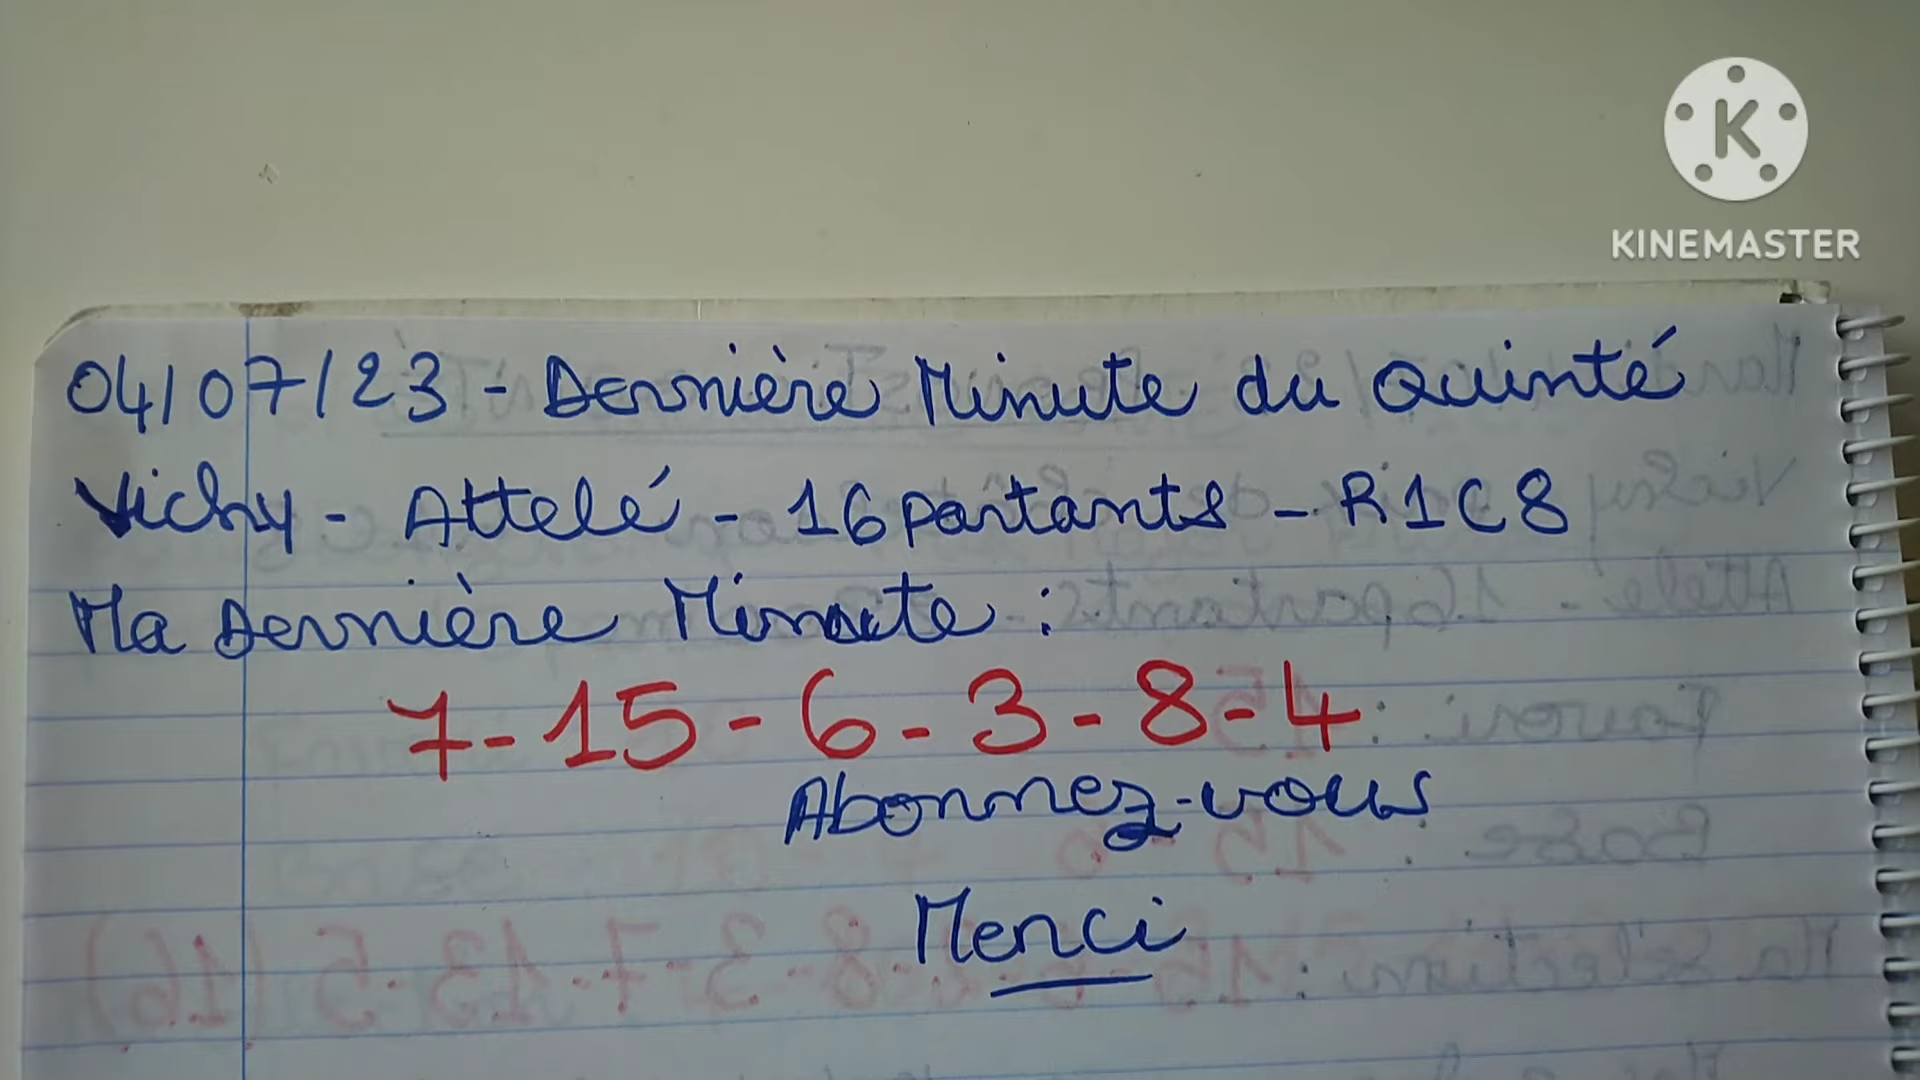 KINEMASTER
04/07/23 - Dernière Minute du Quinté
Vichy - Attelé - 16 partants - R1C8
Ma Dernière Minute :
7 - 15 - 6 - 3 - 8 - 4
Abonnez-vous
Merci